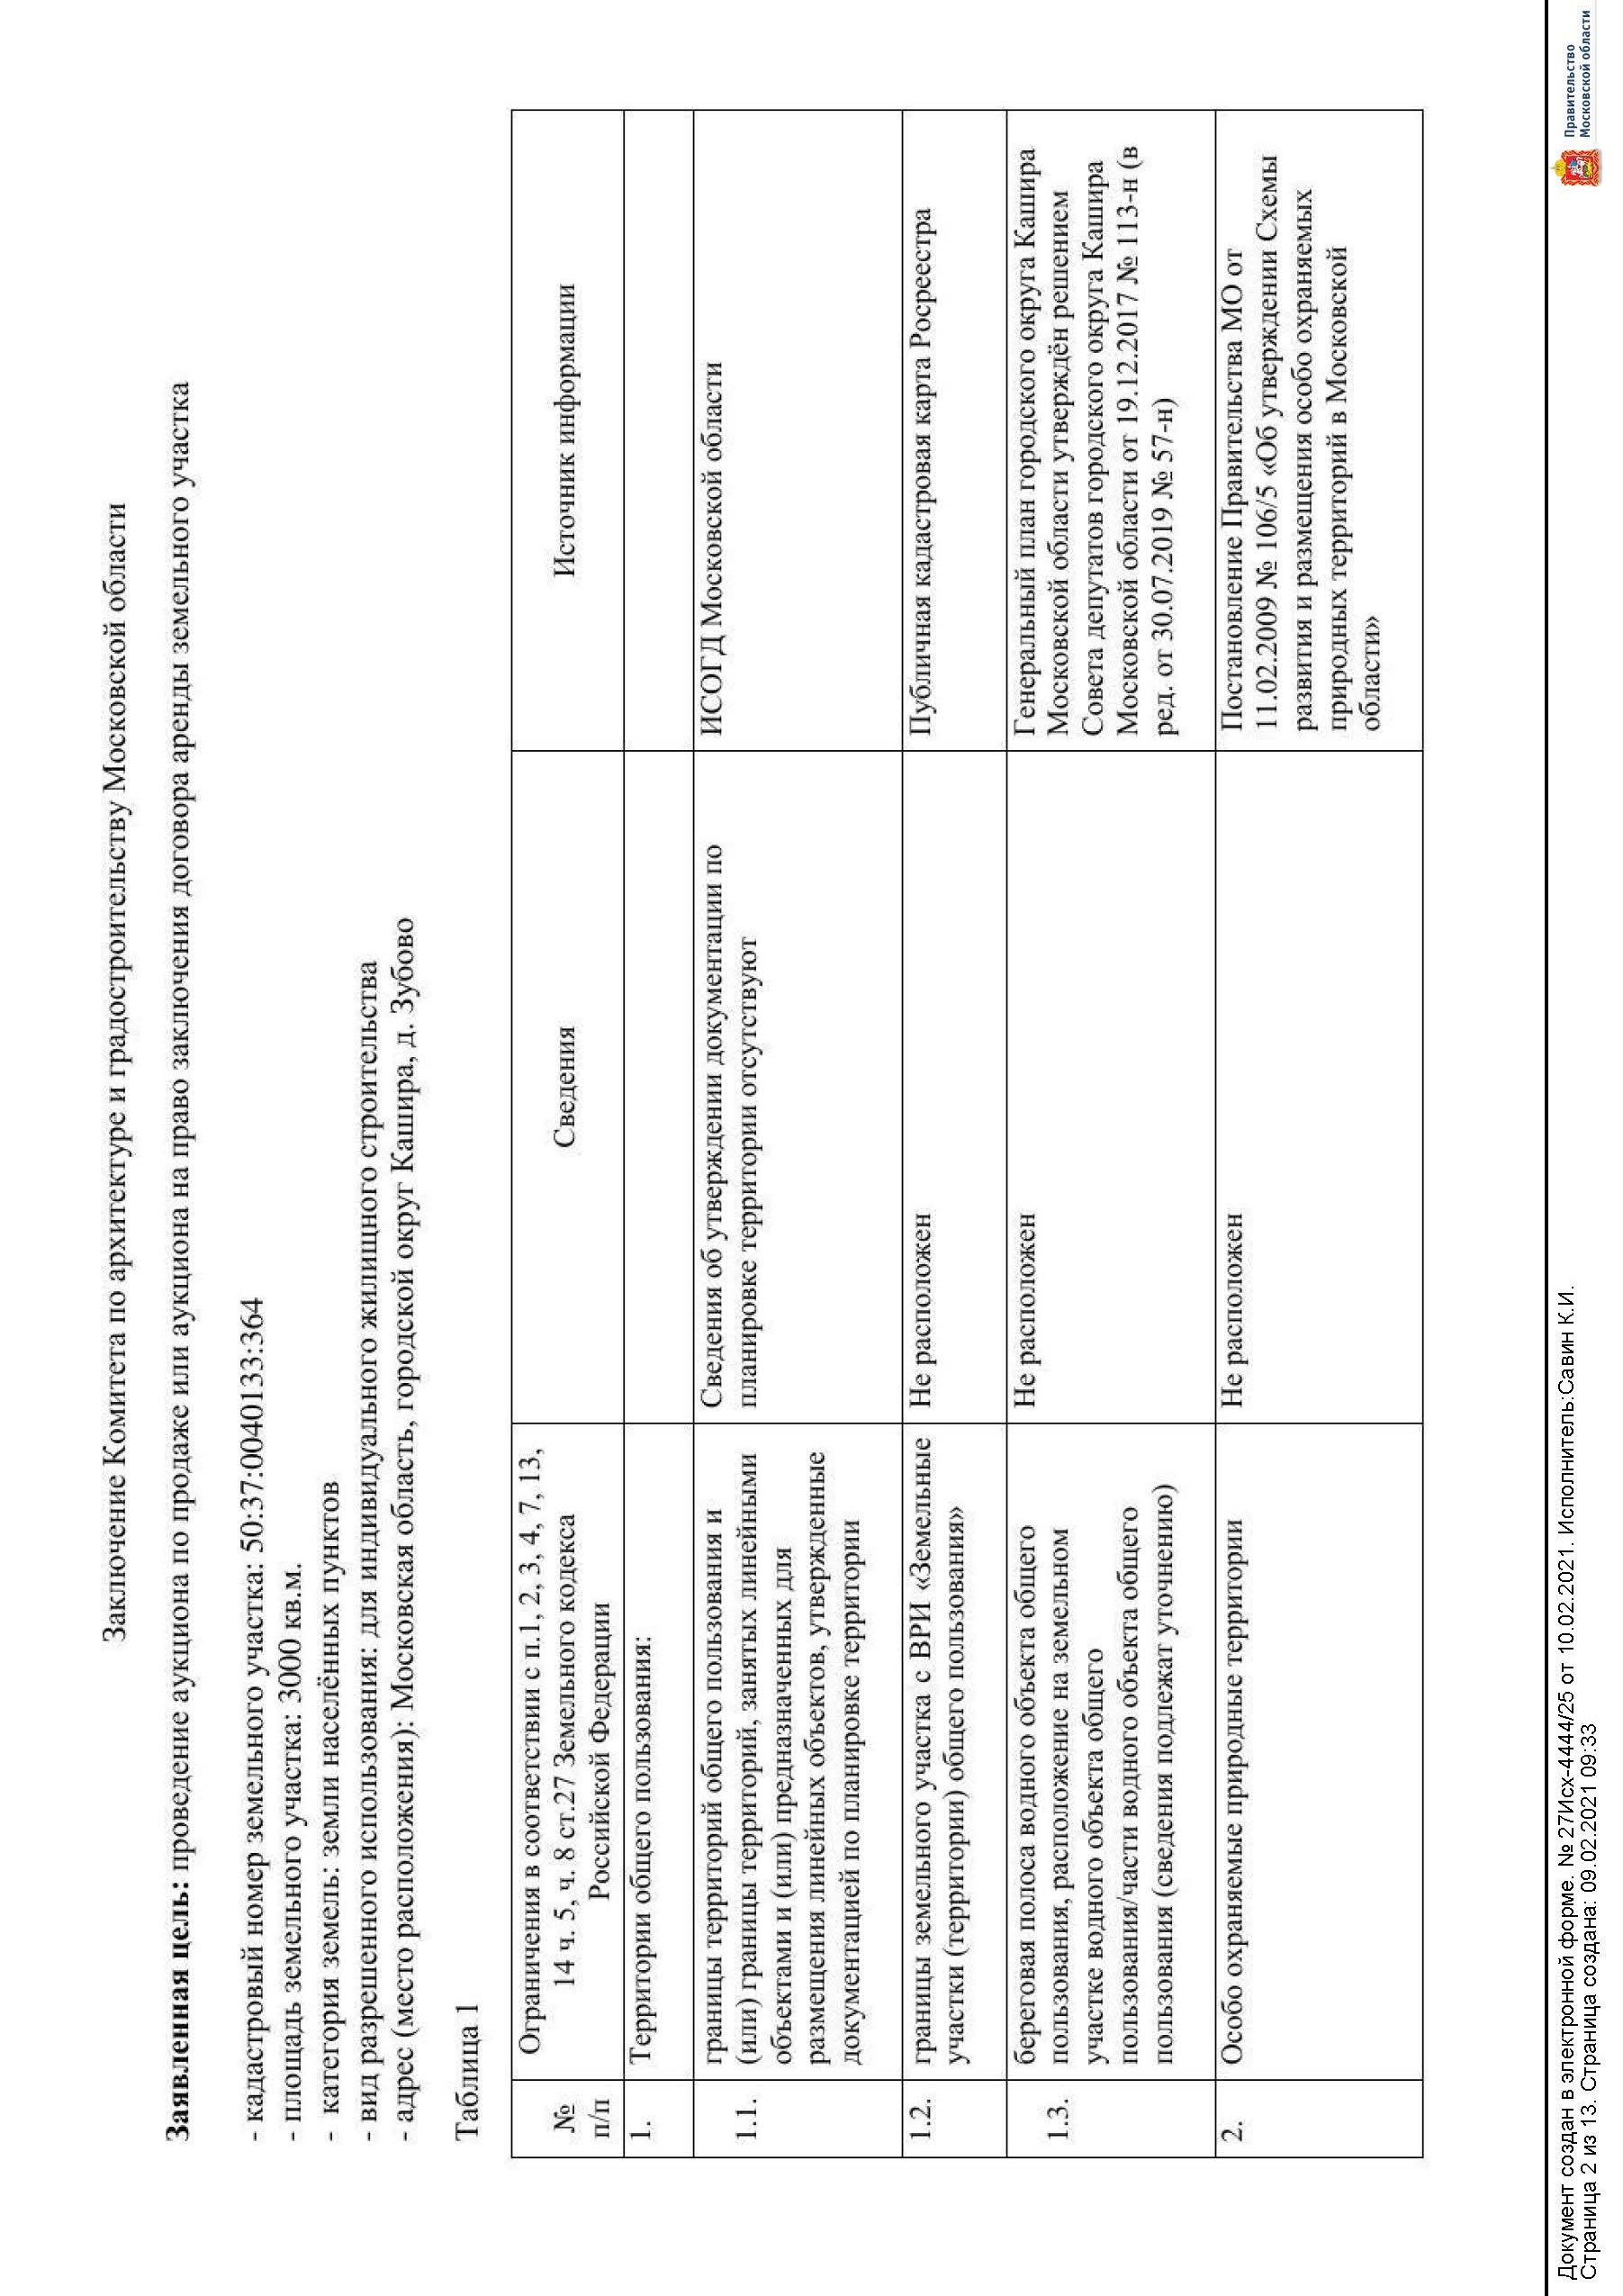 Заключение Комитета по архитектуре и градостроительству Московской области
Заявленная цель: проведение аукциона по продаже или аукциона на право заключения договора аренды земельного участка
- кадастровый номер земельного участка: 50:37:0040133:364
- площадь земельного участка: 3000 кв.м.
- категория земель: земли населённых пунктов
- вид разрешенного использования: для индивидуального жилищного строительства
- адрес (место расположения): Московская область, городской округ Кашира, д. Зубово
Таблица 1
№
п/п
Ограничения в соответствии с п.1, 2, 3, 4, 7, 13,
14 ч. 5, ч. 8 ст.27 Земельного кодекса
Российской Федерации
Сведения
Источник информации
1.
Территории общего пользования:
1.1.
границы территорий общего пользования и
(или) границы территорий, занятых линейными
объектами и (или) предназначенных для
размещения линейных объектов, утвержденные
документацией по планировке территории
Сведения об утверждении документации по
планировке территории отсутствуют
ИСОГД Московской области
1.2.
границы земельного участка с ВРИ «Земельные
участки (территории) общего пользования»
Не расположен
Публичная кадастровая карта Росреестра
1.3.
береговая полоса водного объекта общего
пользования, расположение на земельном
участке водного объекта общего
пользования/части водного объекта общего
пользования (сведения подлежат уточнению)
Не расположен
Генеральный план городского округа Кашира
Московской области утверждён решением
Совета депутатов городского округа Кашира
Московской области от 19.12.2017 № 113-н (в
ред. от 30.07.2019 № 57-н)
2.
Особо охраняемые природные территории
Не расположен
Постановление Правительства МО от
11.02.2009 № 106/5 «Об утверждении Схемы
развития и размещения особо охраняемых
природных территорий в Московской
области»
Документ создан в электронной форме. № 27Исх-4444/25 от 10.02.2021. Исполнитель:Савин К.И.
Страница 2 из 13. Страница создана: 09.02.2021 09:33
Правительство
Московской области